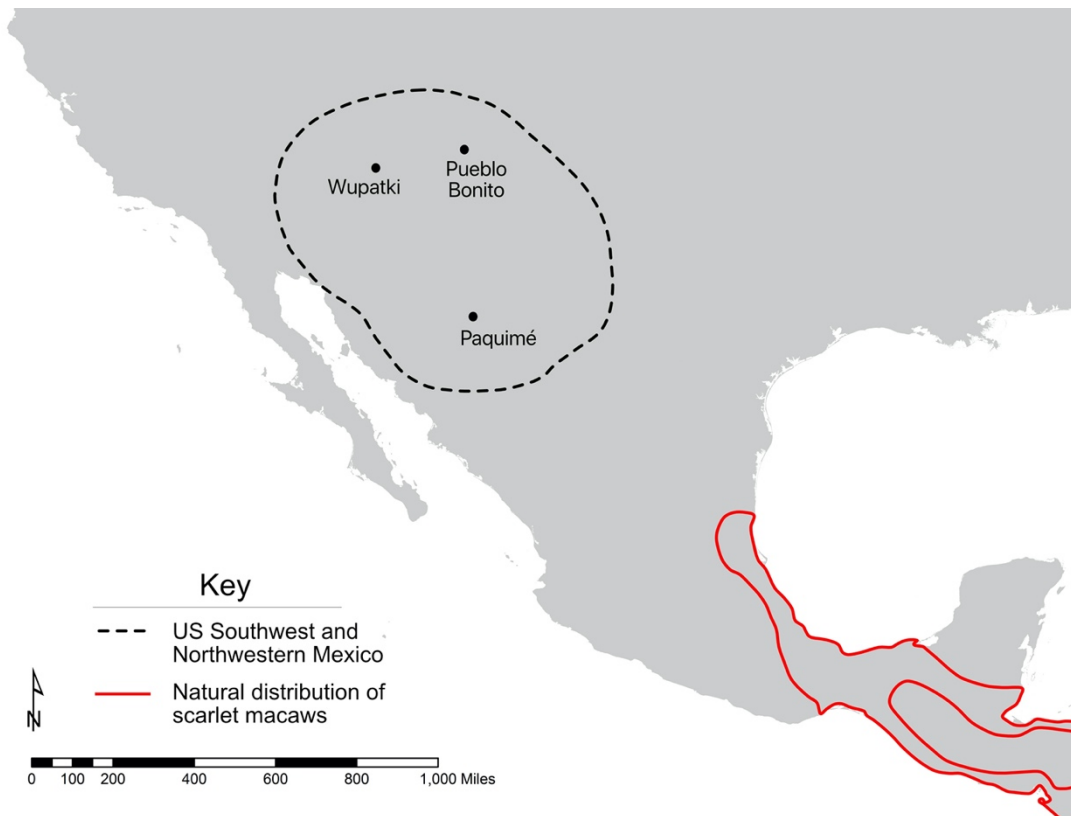 Wupatki
Pueblo
Bonito
Paquimé
Key
US Southwest and
Northwestern Mexico
Natural distribution of
scarlet macaws
N
0 100 200 400 600 800 1,000 Miles